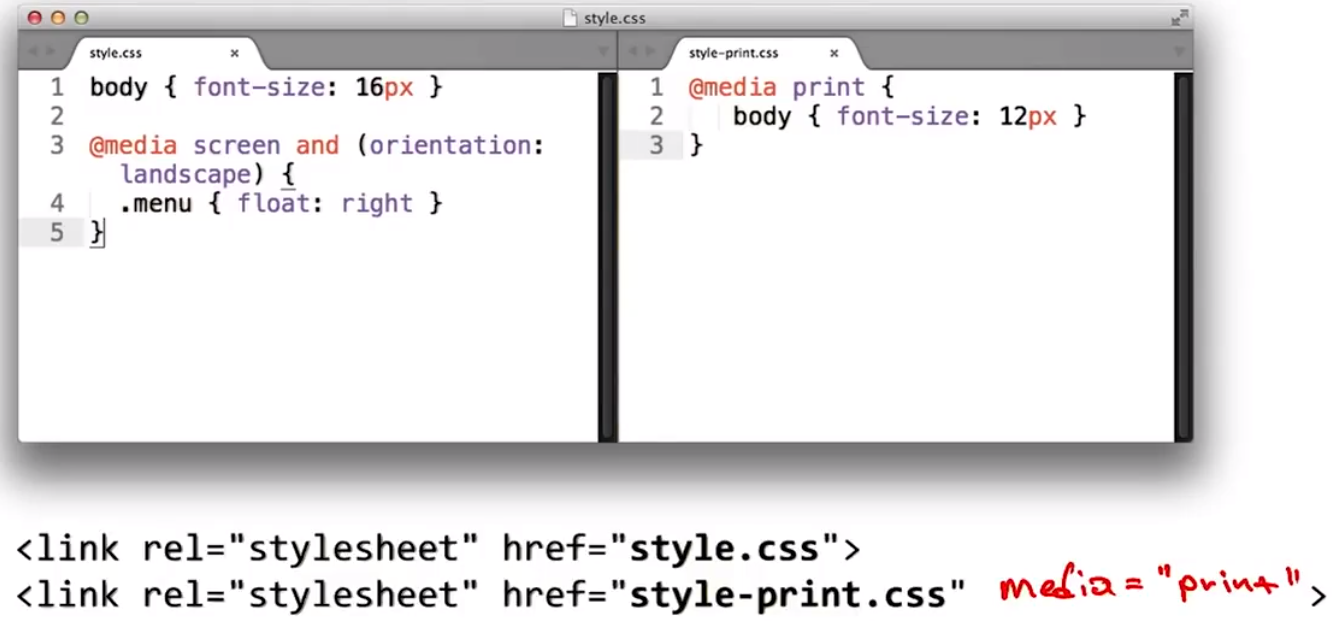 style.css
style.css ×
1 body { font-size: 16px }
2
3 @media screen and (orientation:
landscape) {
4 .menu { float: right }
5 }
style-print.css ×
1 @media print {
2 body { font-size: 12px }
3 }
<link rel="stylesheet" href="style.css">
<link rel="stylesheet" href="style-print.css" media="print">